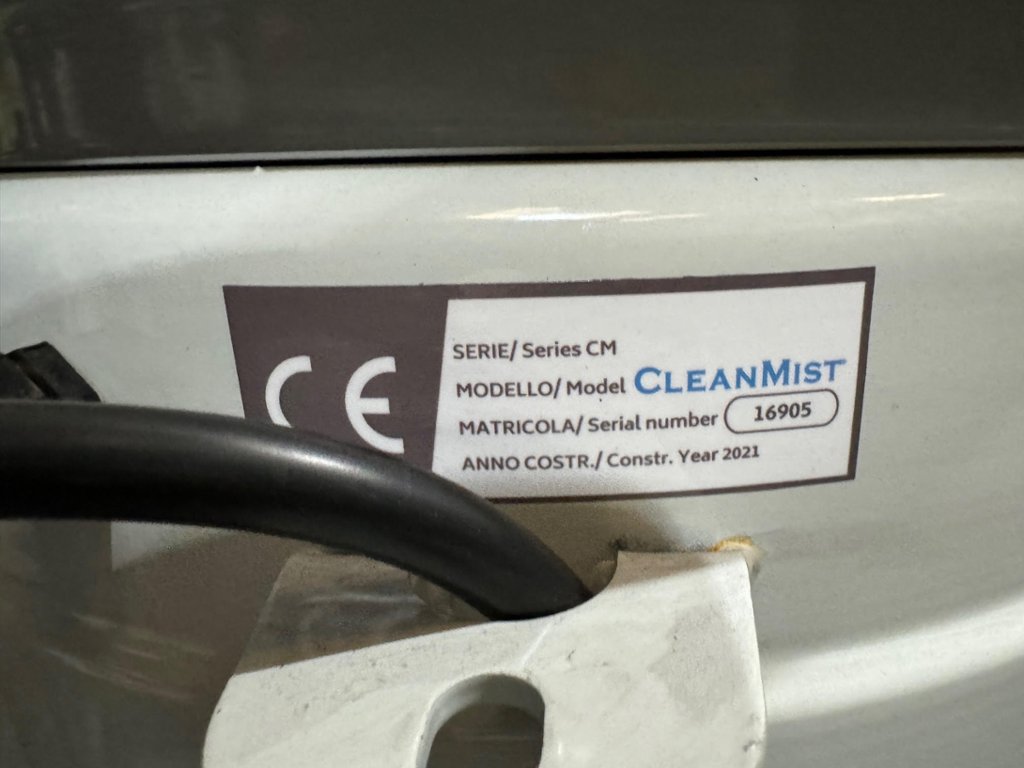 CE
SERIE/ Series CM
MODELLO/ Model CLEANMIST
MATRICOLA/ Serial number 16905
ANNO COSTR./ Constr. Year 2021